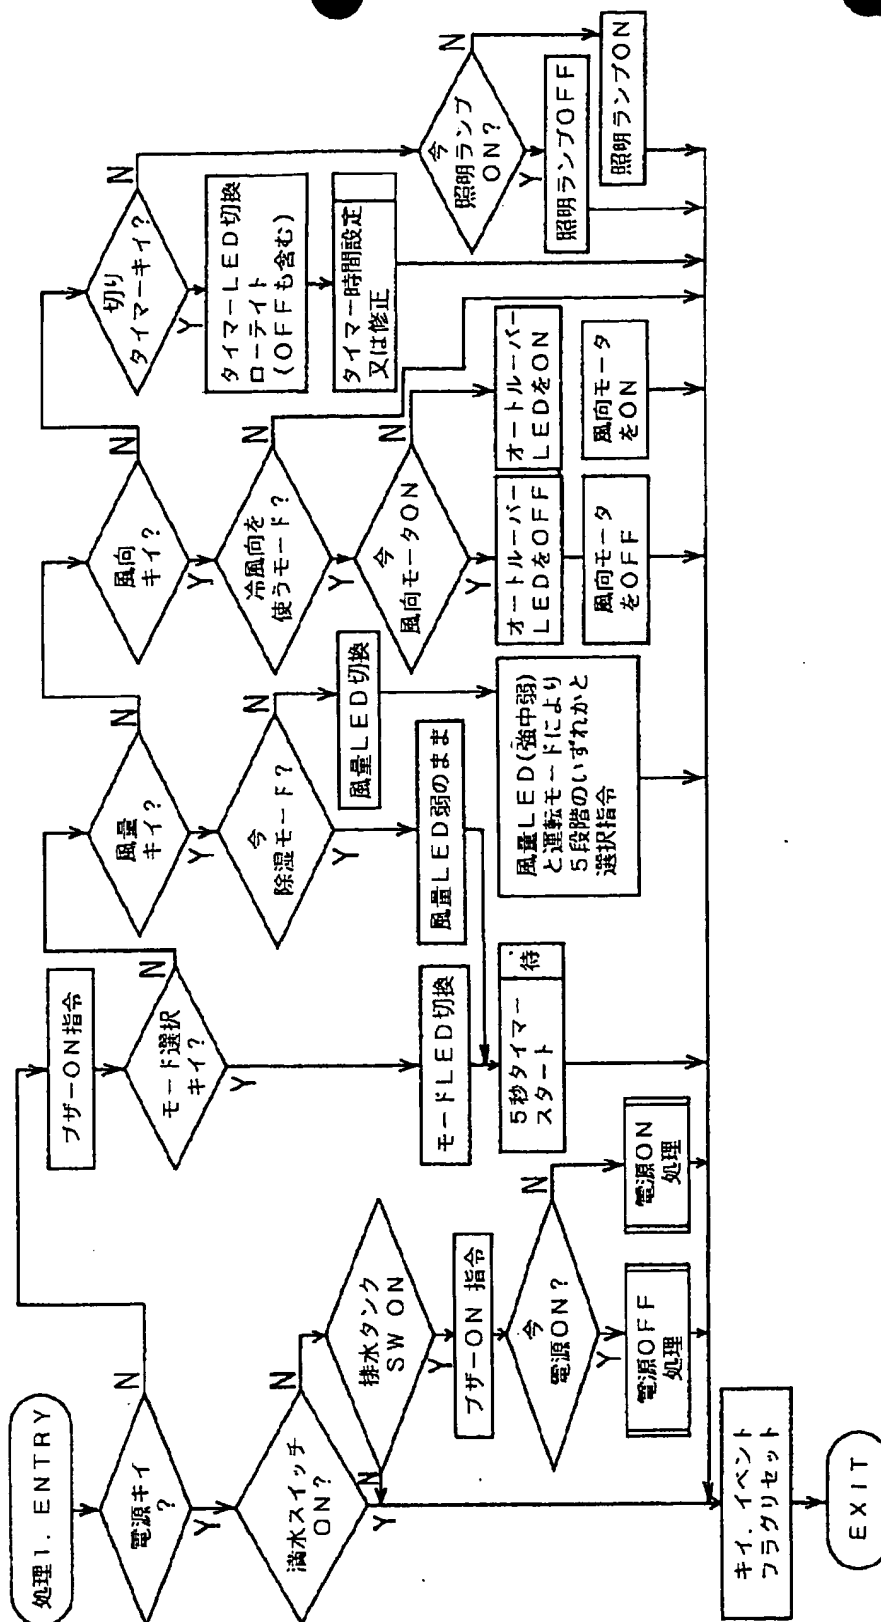 処理1. ENTRY
電源キイ
?
N
Y
満水スイッチ
ON?
N
Y
排水タンク
SW ON
N
Y
ブザーON 指令
今
電源ON?
N
Y
電源OFF
処理
電源ON
処理
ブザーON指令
モード選択
キイ?
N
Y
モードLED切換
5秒タイマー
スタート
待
風量
キイ?
N
Y
今
除湿モード?
N
Y
風量LED弱のまま
風量LED切換
風量LED(強中弱)
と運転モードにより
5段階のいずれかと
選択指令
風向
キイ?
N
Y
冷風向を
使うモード?
N
Y
今
風向モータON
N
Y
オートルーバー
LEDをOFF
風向モータ
をOFF
オートルーバー
LEDをON
風向モータ
をON
切り
タイマーキイ?
N
Y
タイマーLED切換
ローテイト
(OFFも含む)
タイマー時間設定
又は修正
今
照明ランプ
ON?
N
Y
照明ランプOFF
照明ランプON
キイ．イベント
フラグリセット
EXIT